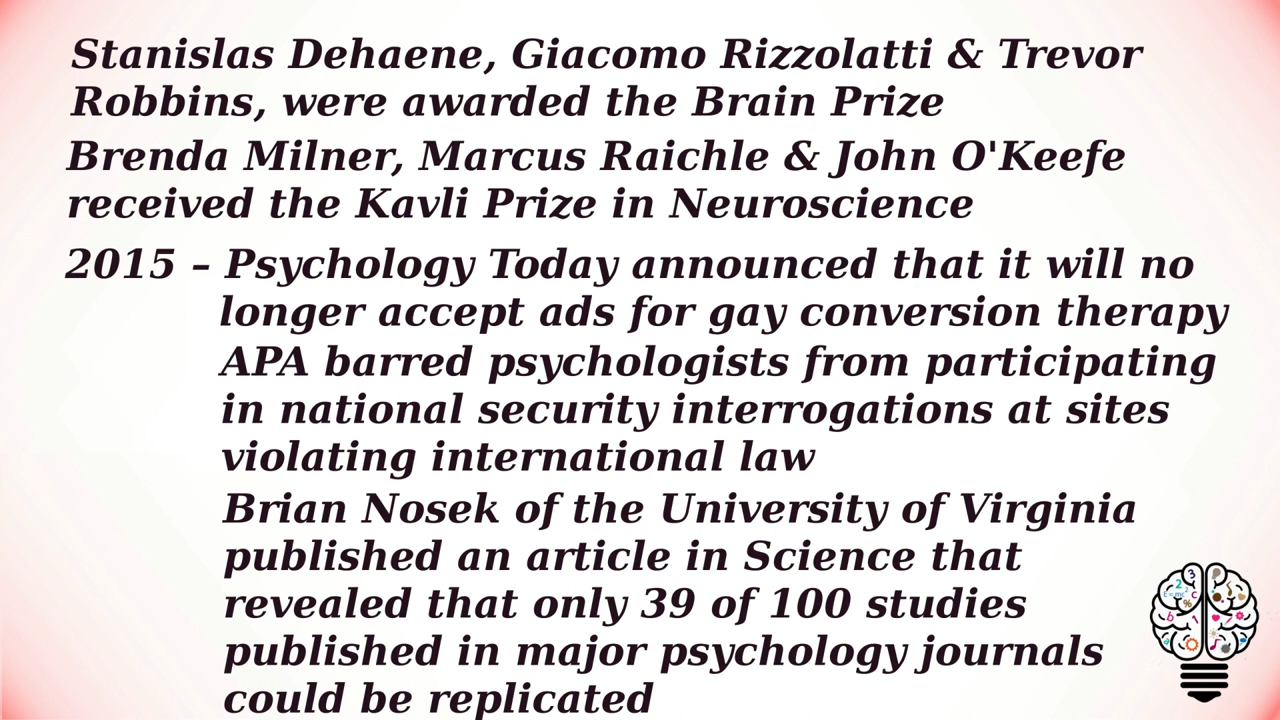 Stanislas Dehaene, Giacomo Rizzolatti & Trevor
Robbins, were awarded the Brain Prize
Brenda Milner, Marcus Raichle & John O'Keefe
received the Kavli Prize in Neuroscience
2015 – Psychology Today announced that it will no
longer accept ads for gay conversion therapy
APA barred psychologists from participating
in national security interrogations at sites
violating international law
Brian Nosek of the University of Virginia
published an article in Science that
revealed that only 39 of 100 studies
published in major psychology journals
could be replicated